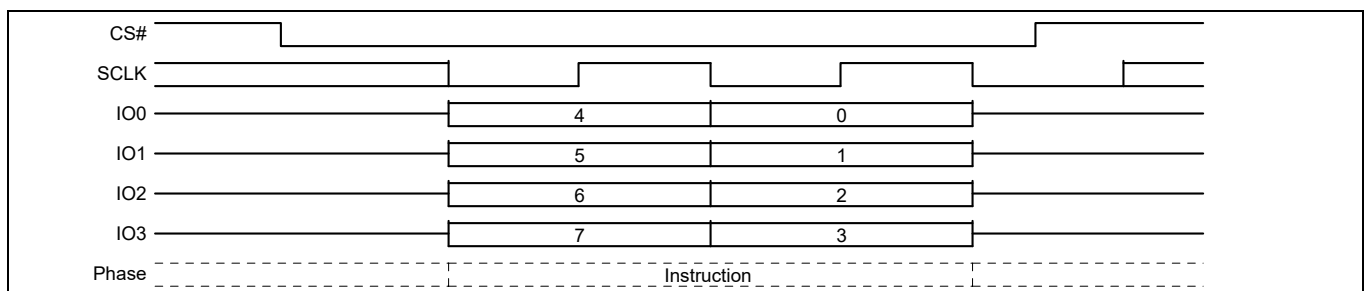 CS#
SCLK
IO0 4 0
IO1 5 1
IO2 6 2
IO3 7 3
Phase Instruction